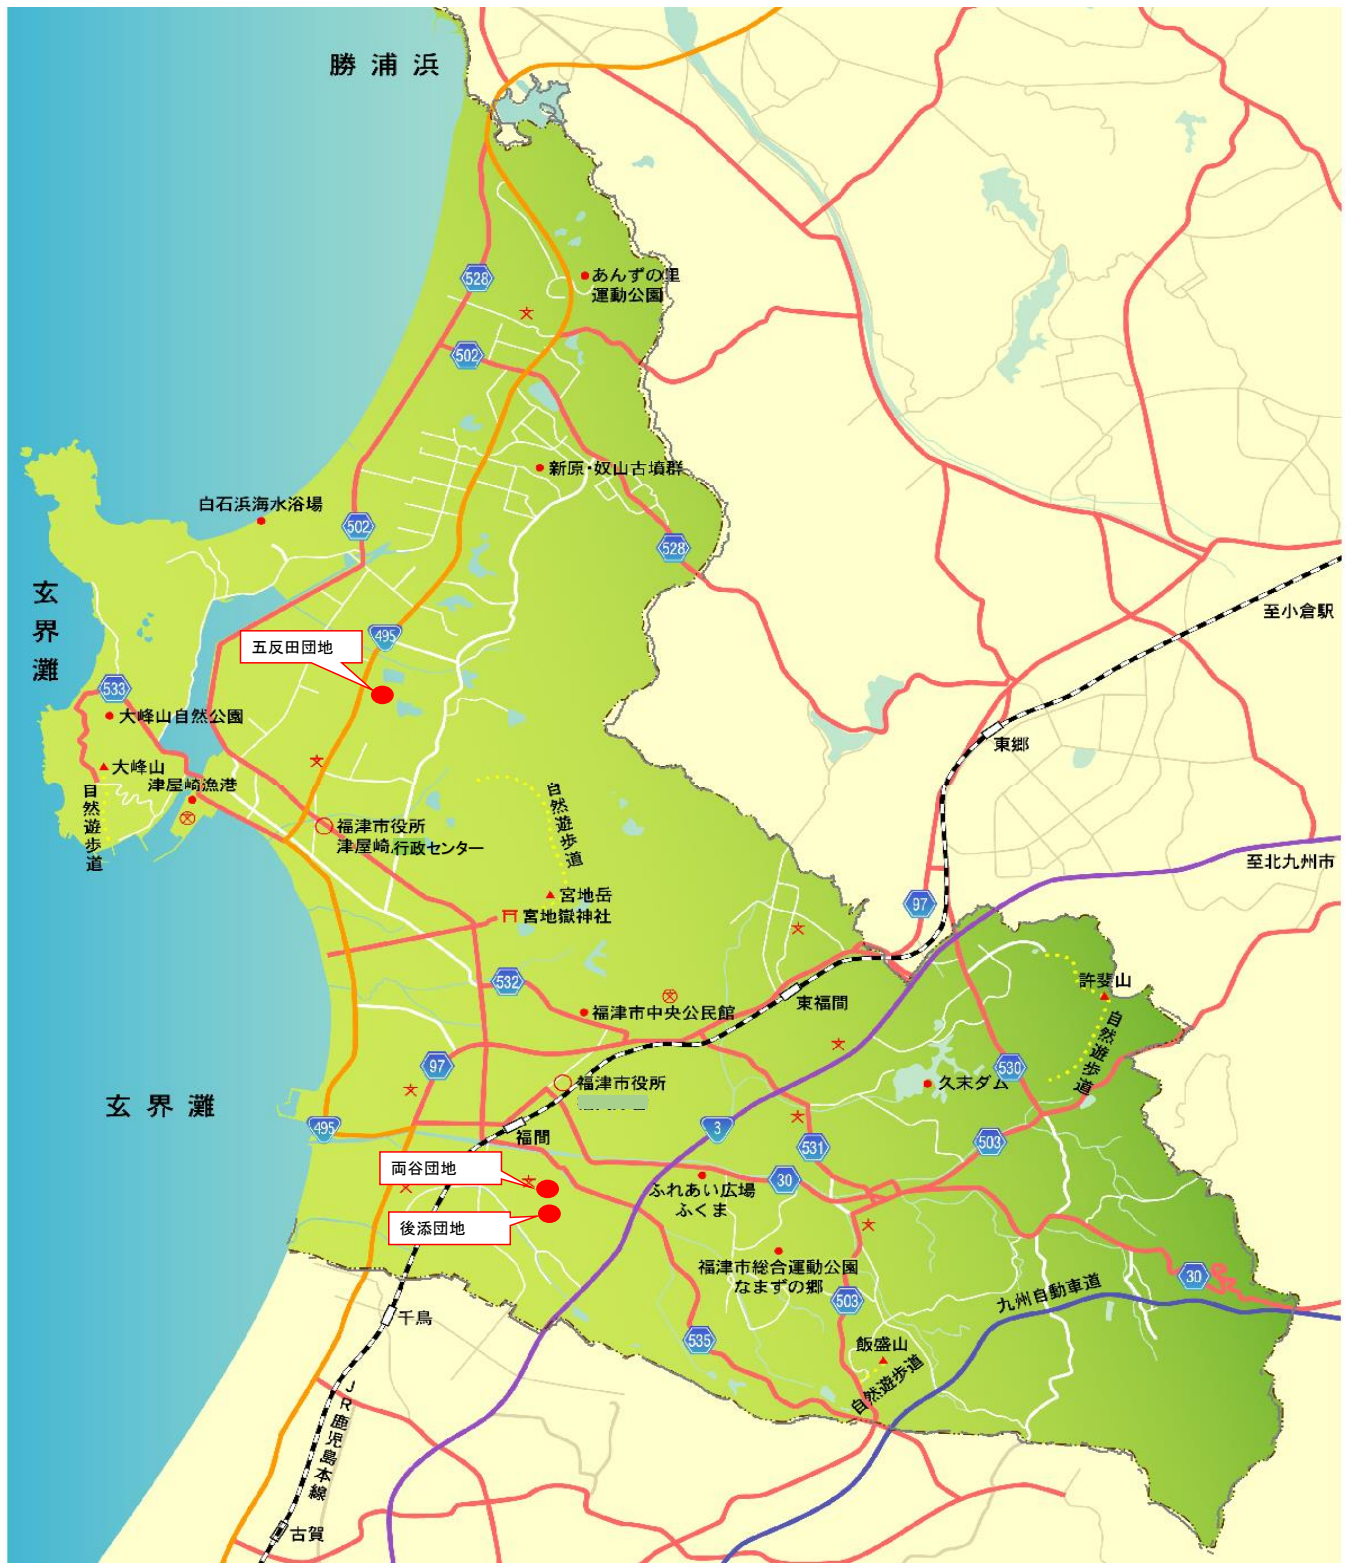 勝浦浜
528
あんずの里
運動公園
502
新原・奴山古墳群
白石浜海水浴場
502
528
玄界灘
至小倉駅
495
五反田団地
533
大峰山自然公園
東郷
大峰山
津屋崎漁港
自然遊歩道
自然遊歩道
福津市役所
津屋崎行政センター
至北九州市
宮地岳
宮地嶽神社
97
532
許斐山
東福間
福津市中央公民館
自然遊歩道
97
福津市役所
久末ダム
530
玄界灘
495
3
福間
531
503
両谷団地
ふれあい広場
ふくま
30
後添団地
福津市総合運動公園
なまずの郷
30
503
九州自動車道
千鳥
535
飯盛山
自然遊歩道
JR鹿児島本線
古賀